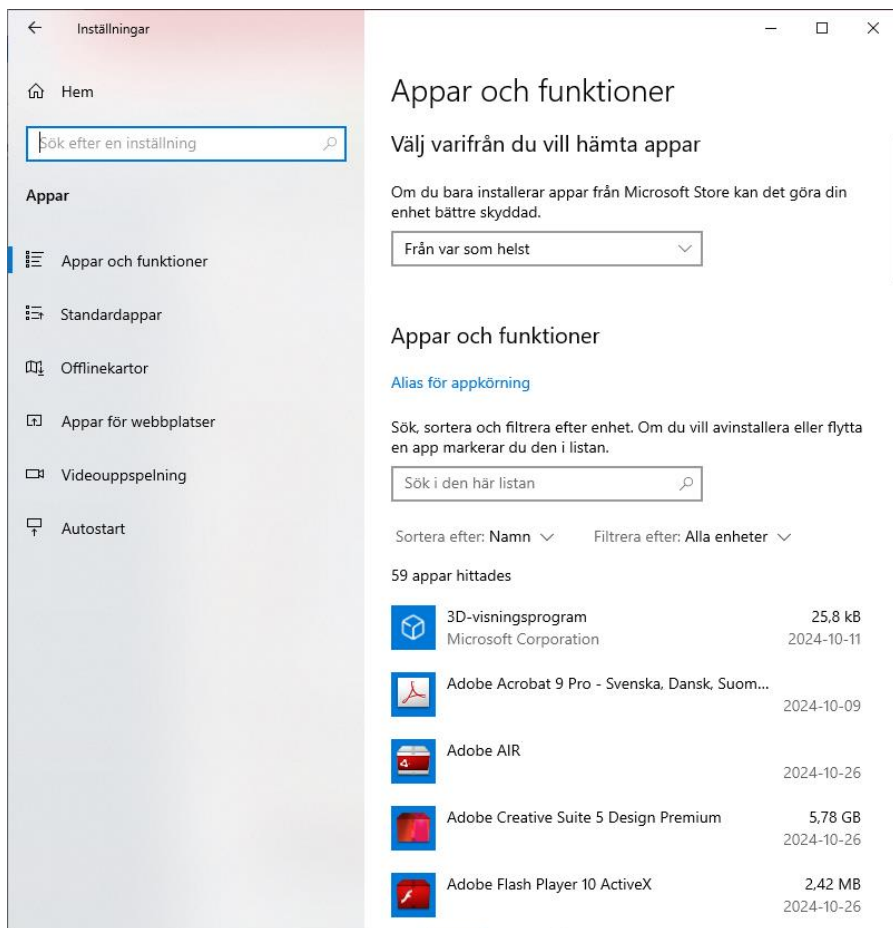 Inställningar
Hem
Sök efter en inställning
Appar
Appar och funktioner
Standardappar
Offlinekartor
Appar för webbplatser
Videouppspelning
Autostart
Appar och funktioner
Välj varifrån du vill hämta appar
Om du bara installerar appar från Microsoft Store kan det göra din
enhet bättre skyddad.
Från var som helst
Appar och funktioner
Alias för appkörning
Sök, sortera och filtrera efter enhet. Om du vill avinstallera eller flytta
en app markerar du den i listan.
Sök i den här listan
Sortera efter: Namn Filtrera efter: Alla enheter
59 appar hittades
3D-visningsprogram 25,8 kB
Microsoft Corporation 2024-10-11
Adobe Acrobat 9 Pro - Svenska, Dansk, Suom...
2024-10-09
Adobe AIR
2024-10-26
Adobe Creative Suite 5 Design Premium 5,78 GB
2024-10-26
Adobe Flash Player 10 ActiveX 2,42 MB
2024-10-26